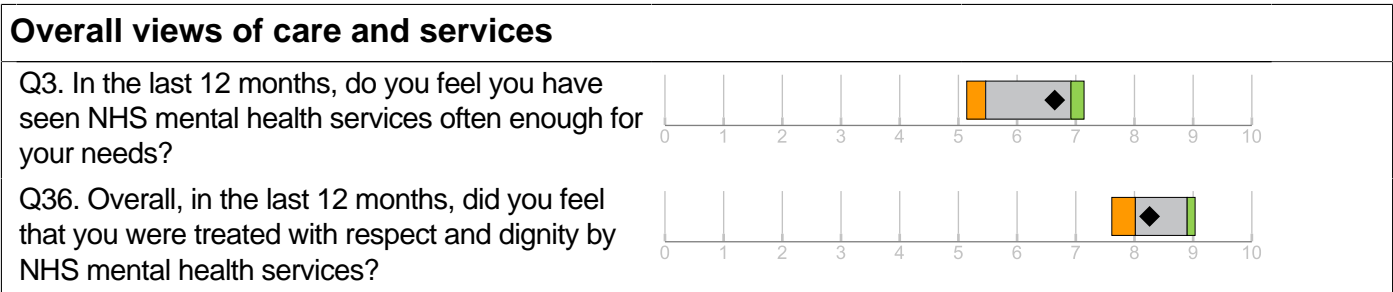 Overall views of care and services
Q3. In the last 12 months, do you feel you have
seen NHS mental health services often enough for
your needs?
0 1 2 3 4 5 6 7 8 9 10
Q36. Overall, in the last 12 months, did you feel
that you were treated with respect and dignity by
NHS mental health services?
0 1 2 3 4 5 6 7 8 9 10